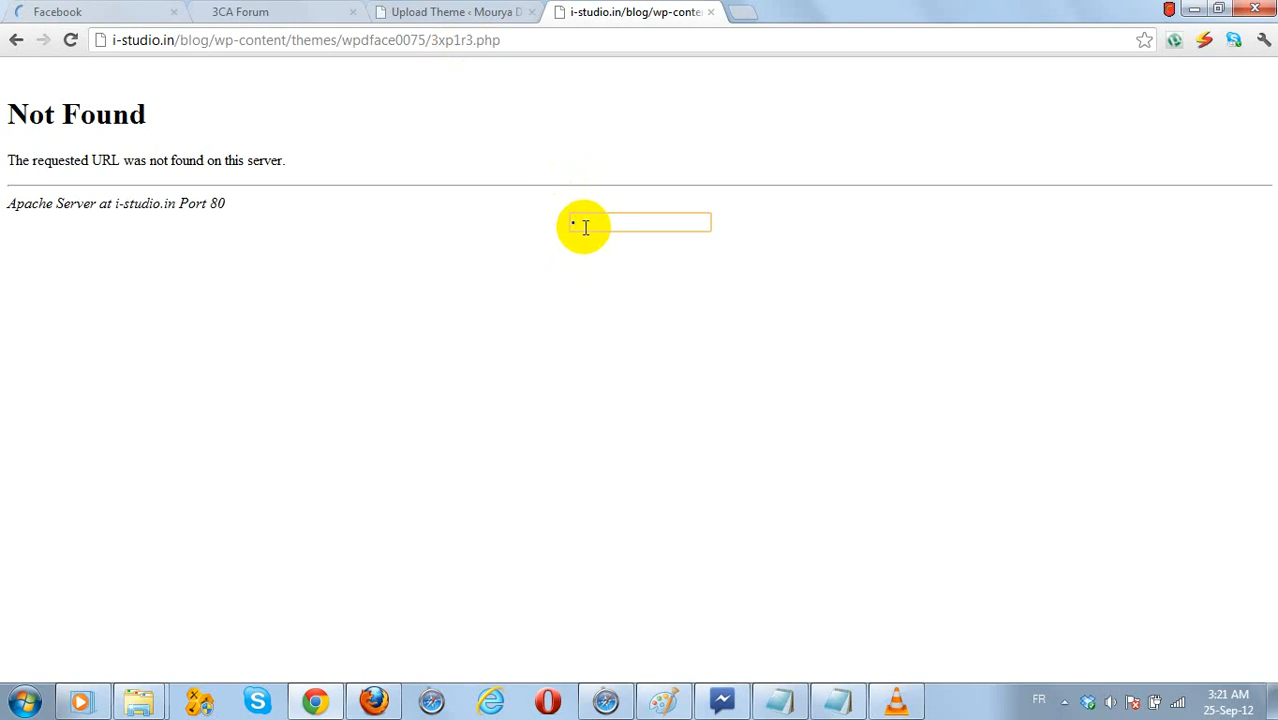 Facebook
3CA Forum
Upload Theme ‹ Mourya D
i-studio.in/blog/wp-conte
i-studio.in/blog/wp-content/themes/wpdface0075/3xp1r3.php
Not Found
The requested URL was not found on this server.
Apache Server at i-studio.in Port 80
FR
3:21 AM
25-Sep-12